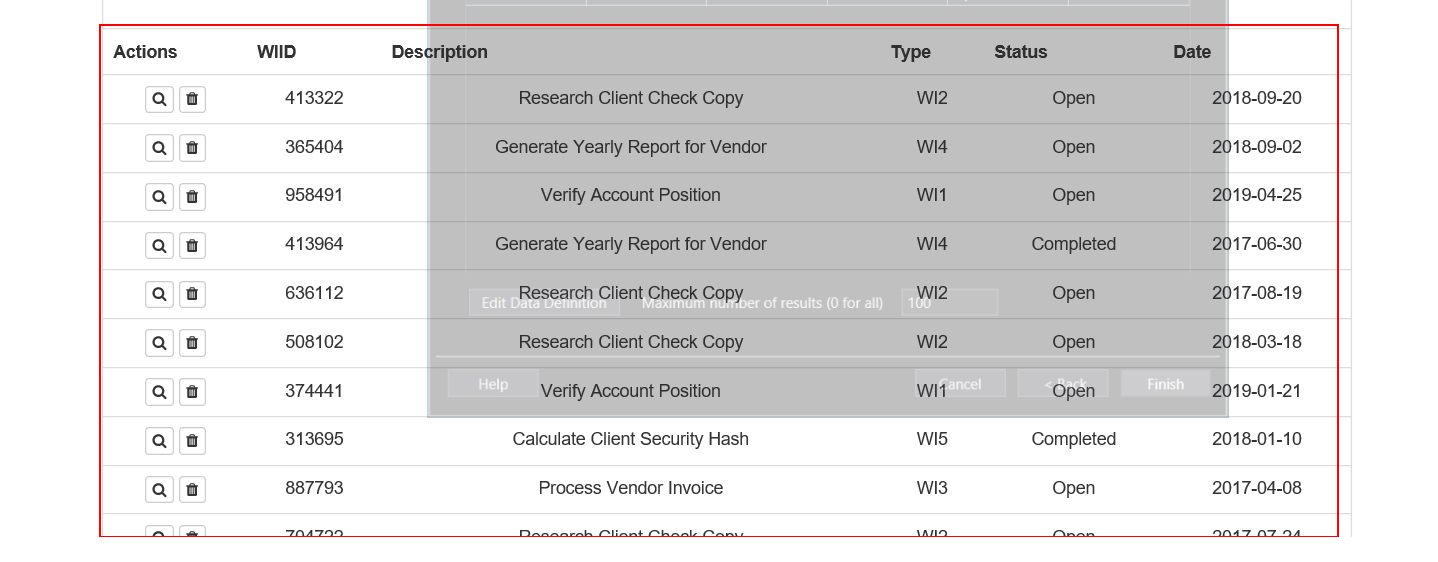 Actions WIID Description Type Status Date
413322 Research Client Check Copy WI2 Open 2018-09-20
365404 Generate Yearly Report for Vendor WI4 Open 2018-09-02
958491 Verify Account Position WI1 Open 2019-04-25
413964 Generate Yearly Report for Vendor WI4 Completed 2017-06-30
636112 Research Client Check Copy WI2 Open 2017-08-19
Edit Data Definition Maximum number of results (0 for all) 100
508102 Research Client Check Copy WI2 Open 2018-03-18
Help Cancel < Back Finish
374441 Verify Account Position WI1 Open 2019-01-21
313695 Calculate Client Security Hash WI5 Completed 2018-01-10
887793 Process Vendor Invoice WI3 Open 2017-04-08
Research Client Check Copy WI2 Open 2017-07-24